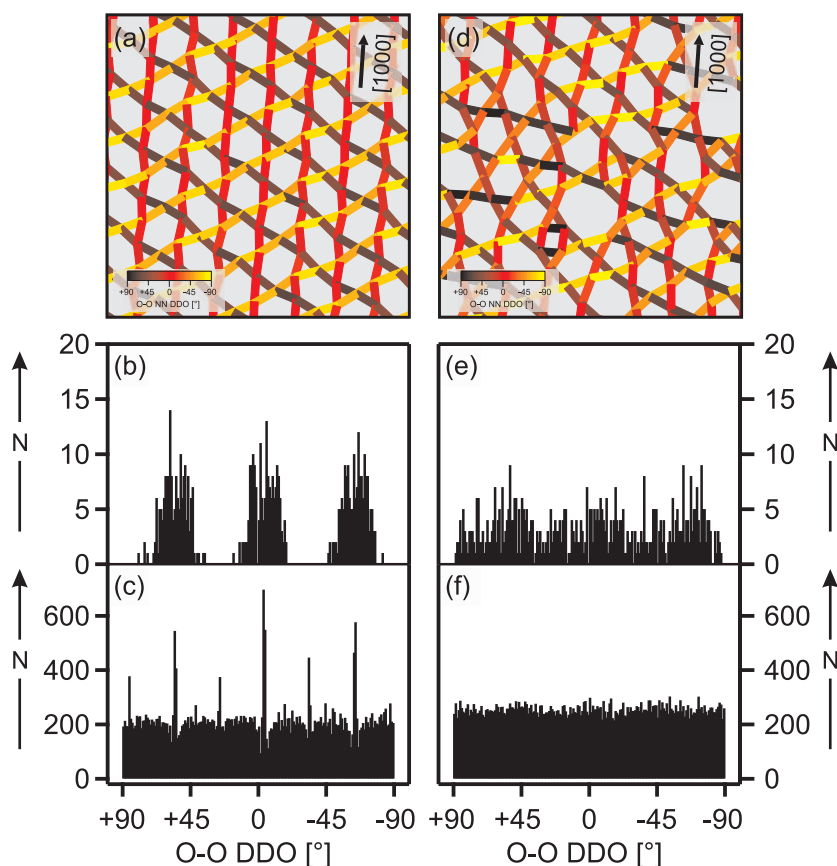 (a)
[1000]
+90 +45 0 -45 -90
O-O NN DDO [°]
(d)
[1000]
+90 +45 0 -45 -90
O-O NN DDO [°]
20
15
10
5
0
N
(b)
(e)
20
15
10
5
0
N
600
400
200
0
N
(c)
(f)
600
400
200
0
N
+90 +45 0 -45 -90
O-O DDO [°]
+90 +45 0 -45 -90
O-O DDO [°]